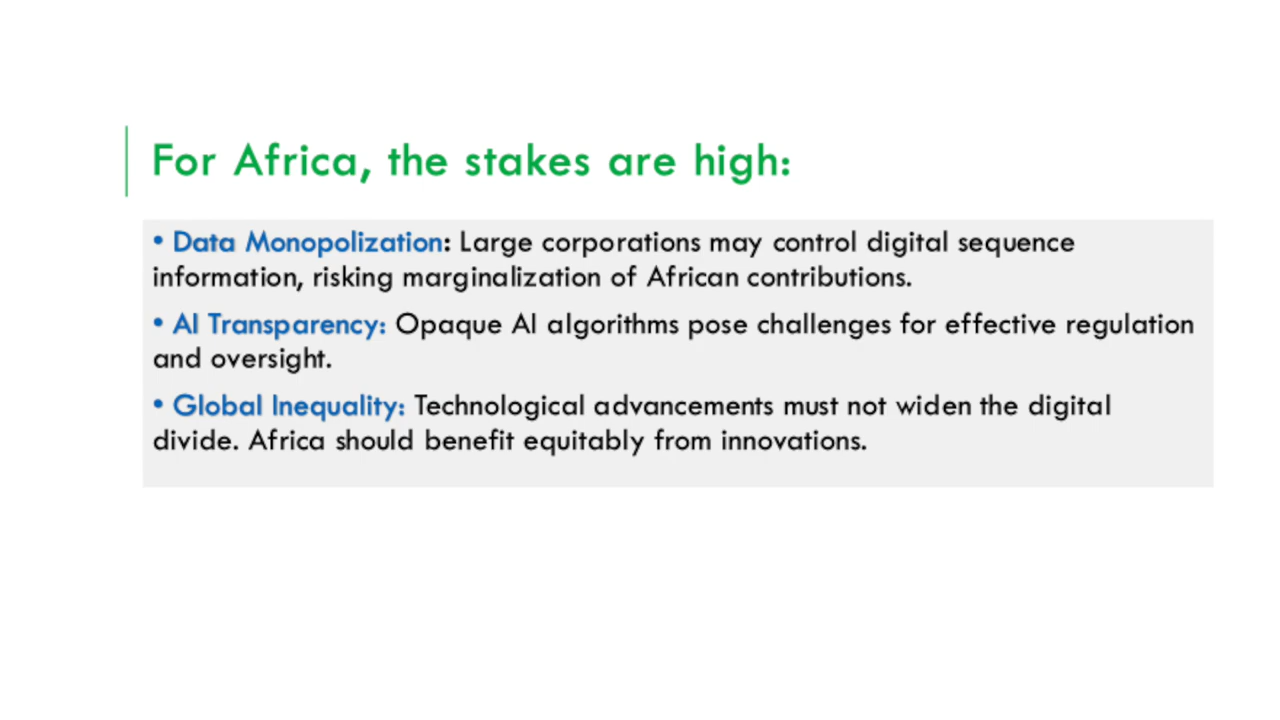 For Africa, the stakes are high:
• Data Monopolization: Large corporations may control digital sequence
information, risking marginalization of African contributions.
• AI Transparency: Opaque AI algorithms pose challenges for effective regulation
and oversight.
• Global Inequality: Technological advancements must not widen the digital
divide. Africa should benefit equitably from innovations.